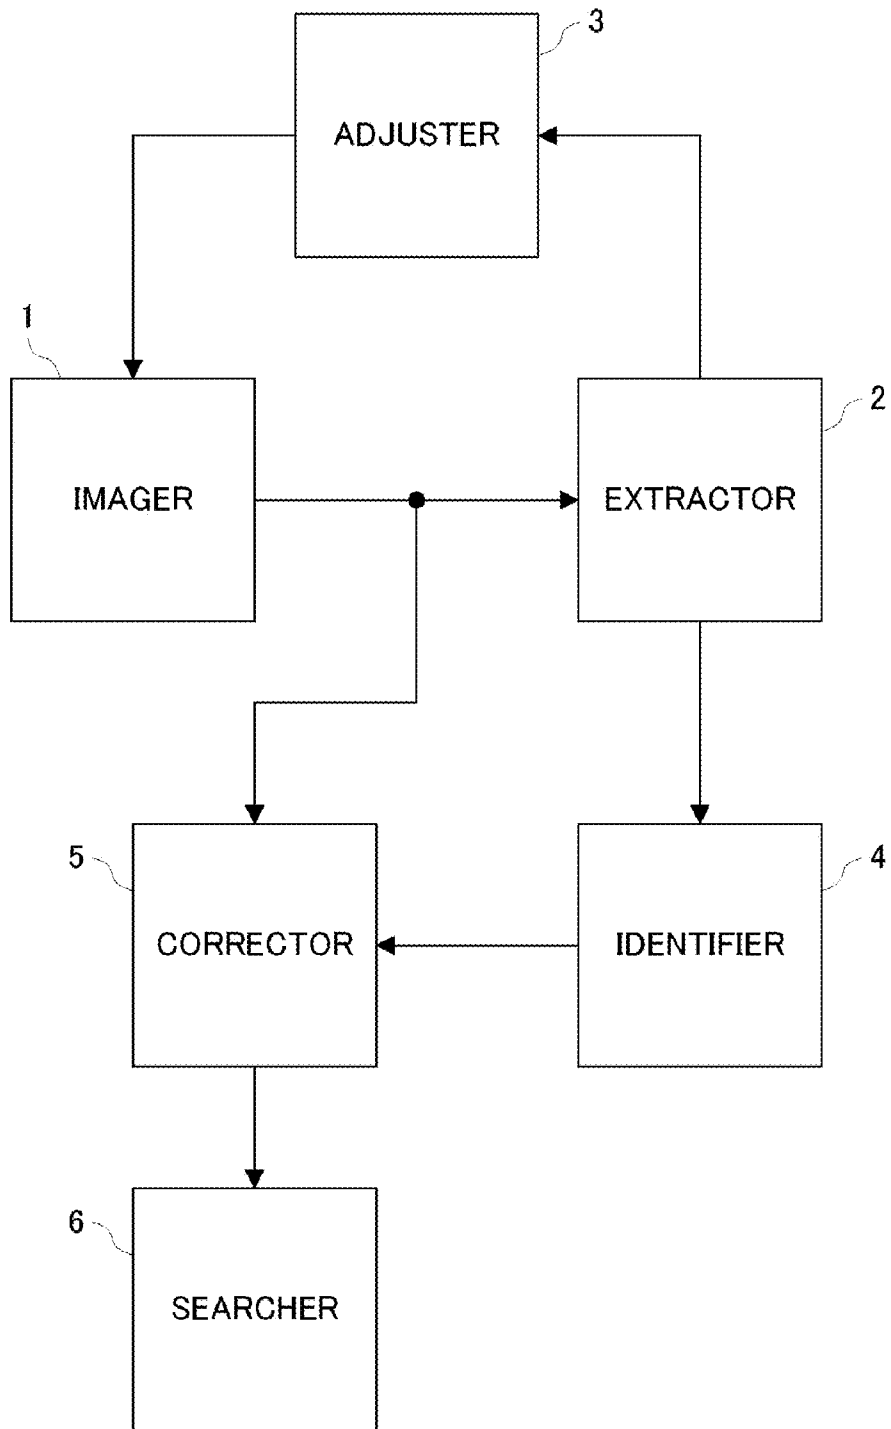 3
ADJUSTER
1
2
IMAGER
EXTRACTOR
5
4
CORRECTOR
IDENTIFIER
6
SEARCHER